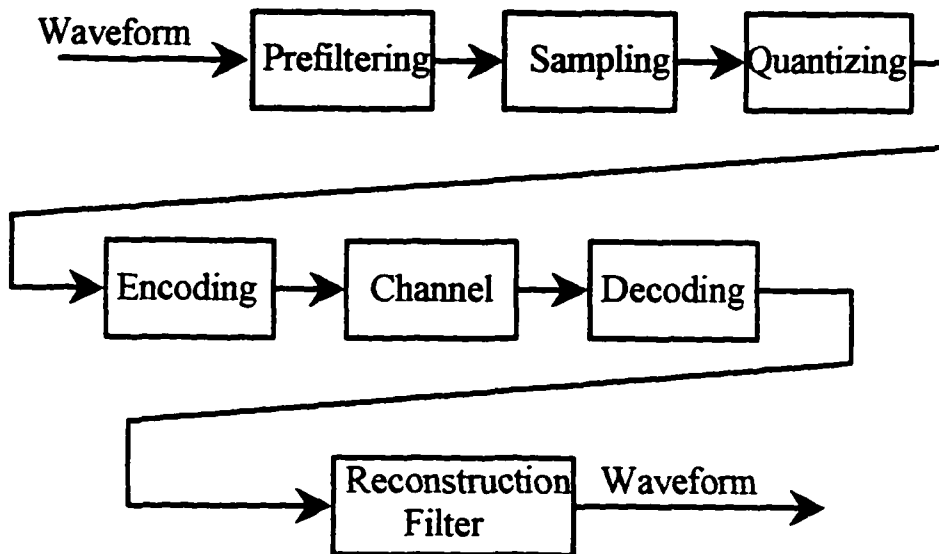 Waveform
Prefiltering
Sampling
Quantizing
Encoding
Channel
Decoding
Reconstruction
Filter
Waveform